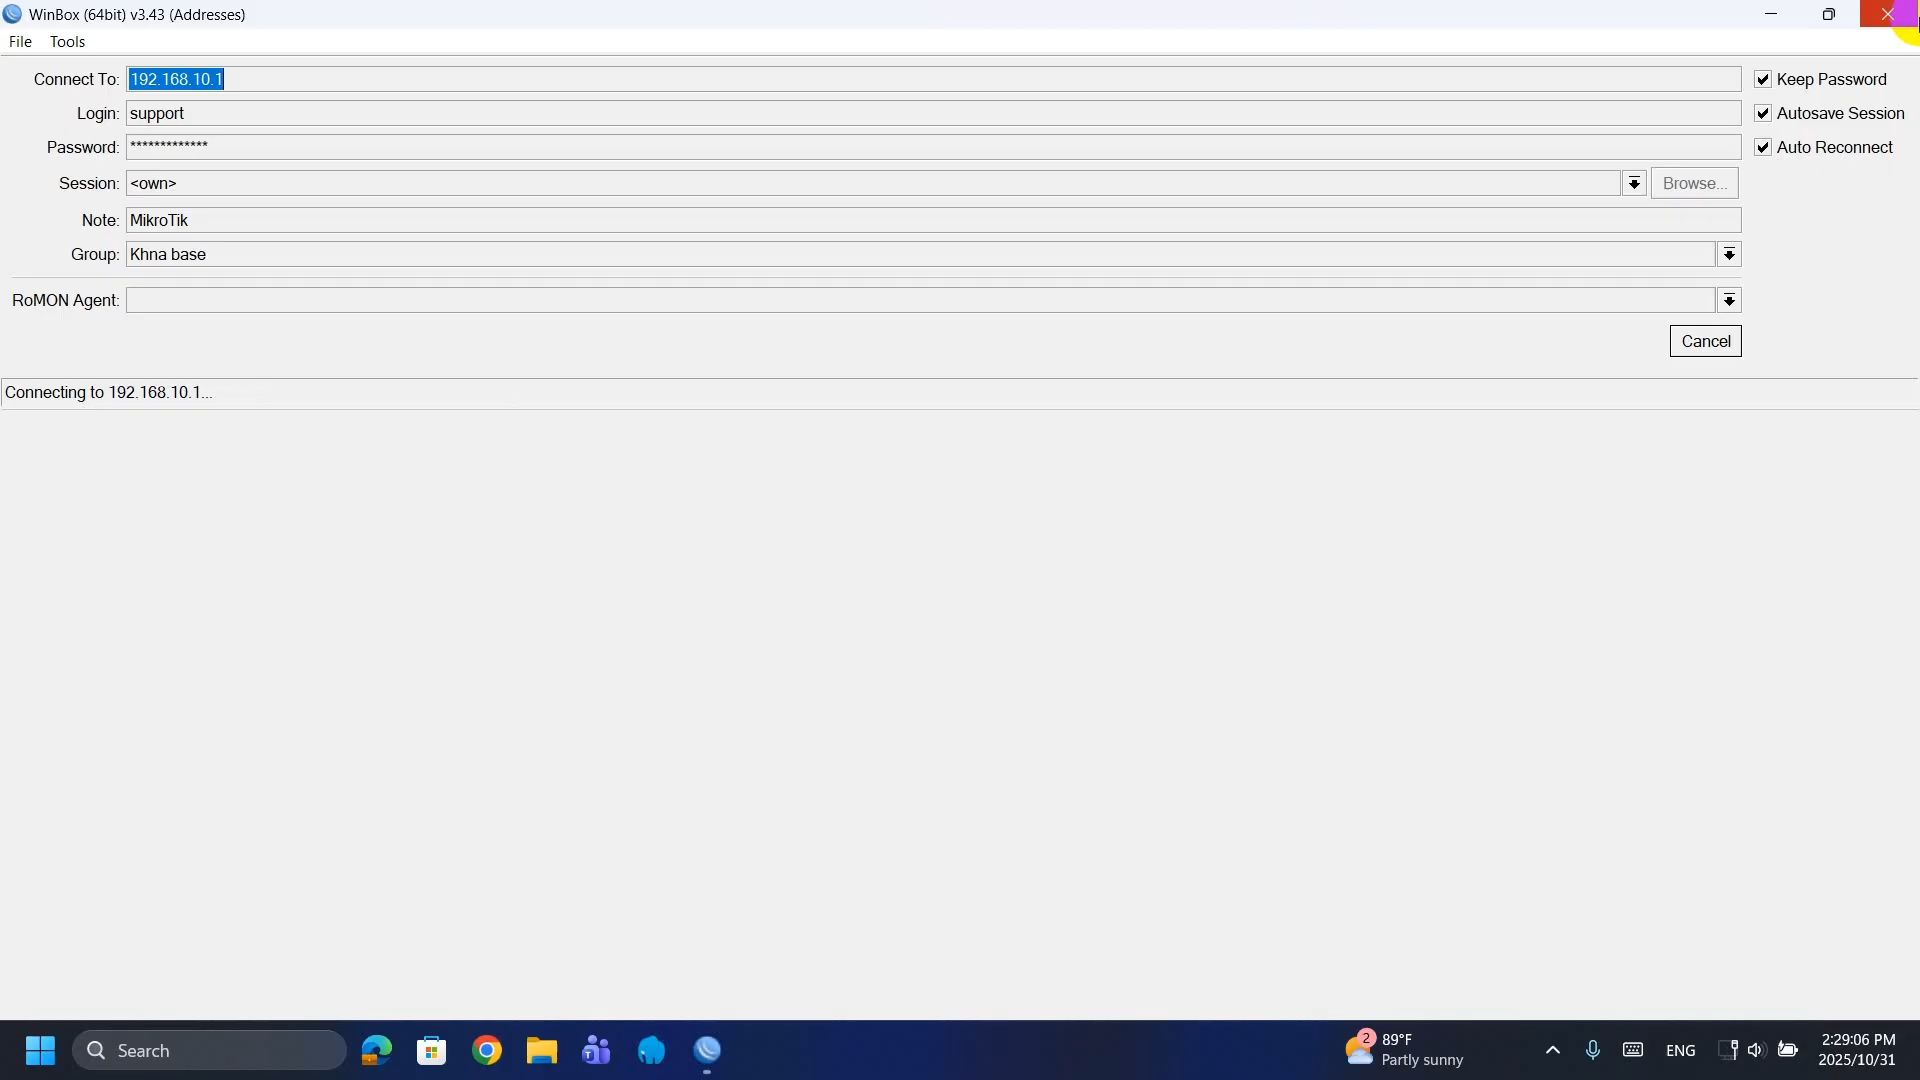 WinBox (64bit) v3.43 (Addresses)
File Tools
Connect To: 192.168.10.1
Keep Password
Login: support
Autosave Session
Password: *************
Auto Reconnect
Session: <own>
Browse...
Note: MikroTik
Group: Khna base
RoMON Agent:
Cancel
Connecting to 192.168.10.1...
Search
2
89°F
Partly sunny
ENG
2:29:06 PM
2025/10/31